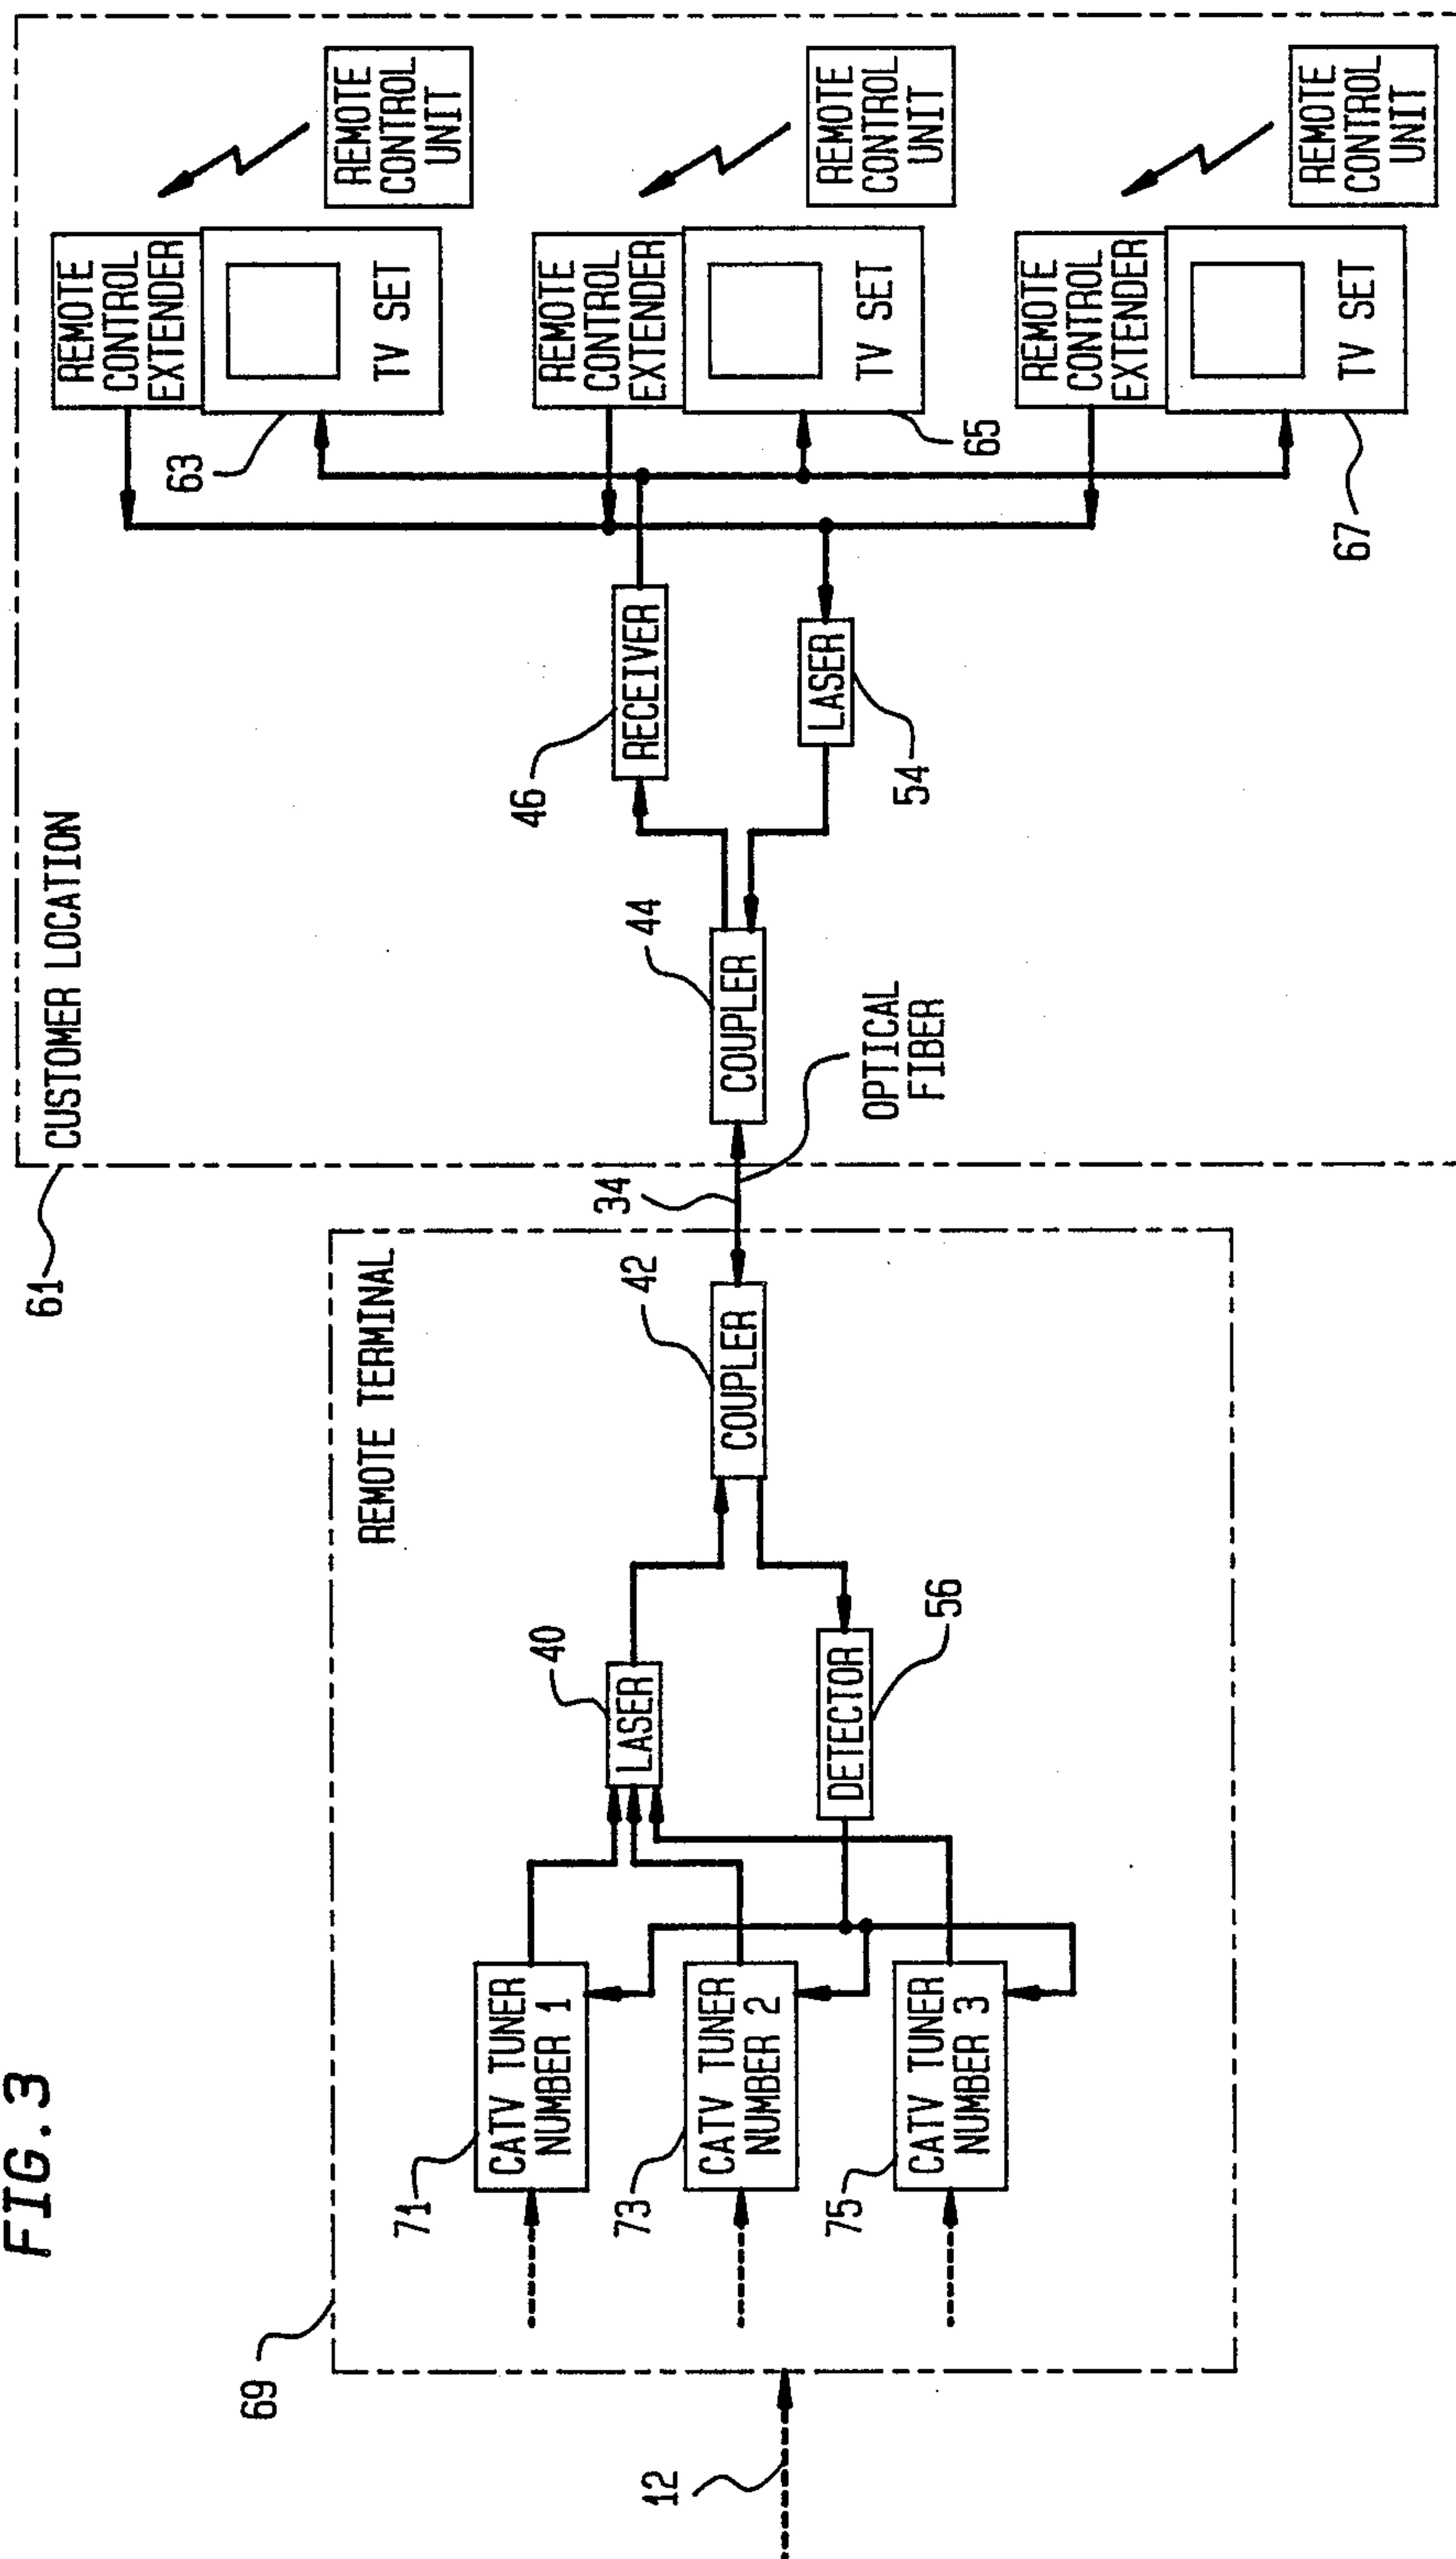 FIG.3
61
CUSTOMER LOCATION
REMOTE
CONTROL
EXTENDER
TV SET
63
REMOTE
CONTROL
UNIT
REMOTE
CONTROL
EXTENDER
TV SET
65
REMOTE
CONTROL
UNIT
REMOTE
CONTROL
EXTENDER
TV SET
67
REMOTE
CONTROL
UNIT
46
RECEIVER
LASER
54
44
COUPLER
OPTICAL
FIBER
34
69
REMOTE TERMINAL
42
COUPLER
40
LASER
DETECTOR
56
71
CATV TUNER
NUMBER 1
73
CATV TUNER
NUMBER 2
75
CATV TUNER
NUMBER 3
12